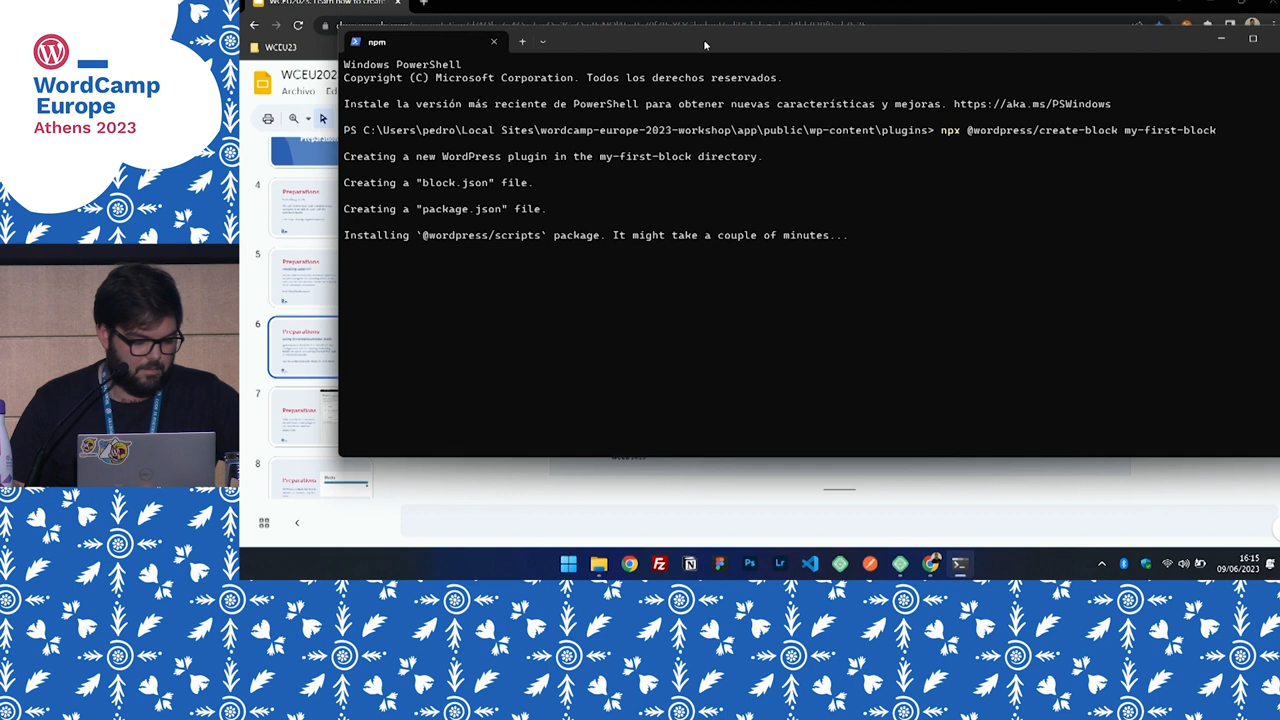 WordCamp
Europe
Athens 2023
WCEU23
WCEU202
Archivo
npm
Windows PowerShell
Copyright (C) Microsoft Corporation. Todos los derechos reservados.
Instale la versión más reciente de PowerShell para obtener nuevas características y mejoras. https://aka.ms/PSWindows
PS C:\Users\pedro\Local Sites\wordcamp-europe-2023-workshop\app\public\wp-content\plugins> npx @wordpress/create-block my-first-block
Creating a new WordPress plugin in the my-first-block directory.
Creating a "block.json" file.
Creating a "package.json" file.
Installing `@wordpress/scripts` package. It might take a couple of minutes...
Preparations
4
Preparations
5
Preparations
6
Preparations
7
Preparations
8
Preparations
16:15
09/06/2023